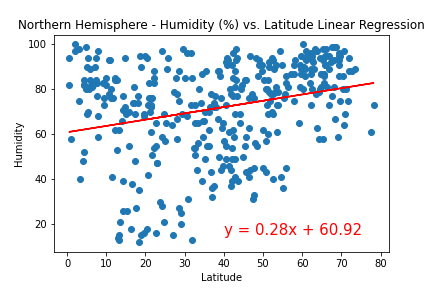 Northern Hemisphere - Humidity (%) vs. Latitude Linear Regression
100
80
60
40
20
Humidity
y = 0.28x + 60.92
0 10 20 30 40 50 60 70 80
Latitude